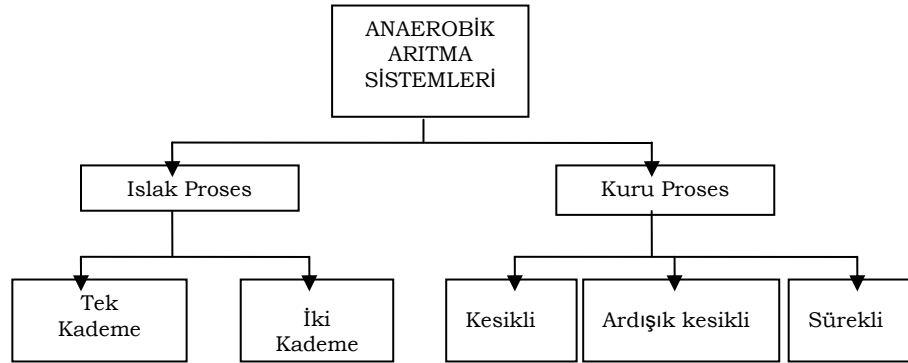 ANAEROBİK
ARITMA
SİSTEMLERİ
Islak Proses
Kuru Proses
Tek
Kademe
İki
Kademe
Kesikli
Ardışık kesikli
Sürekli